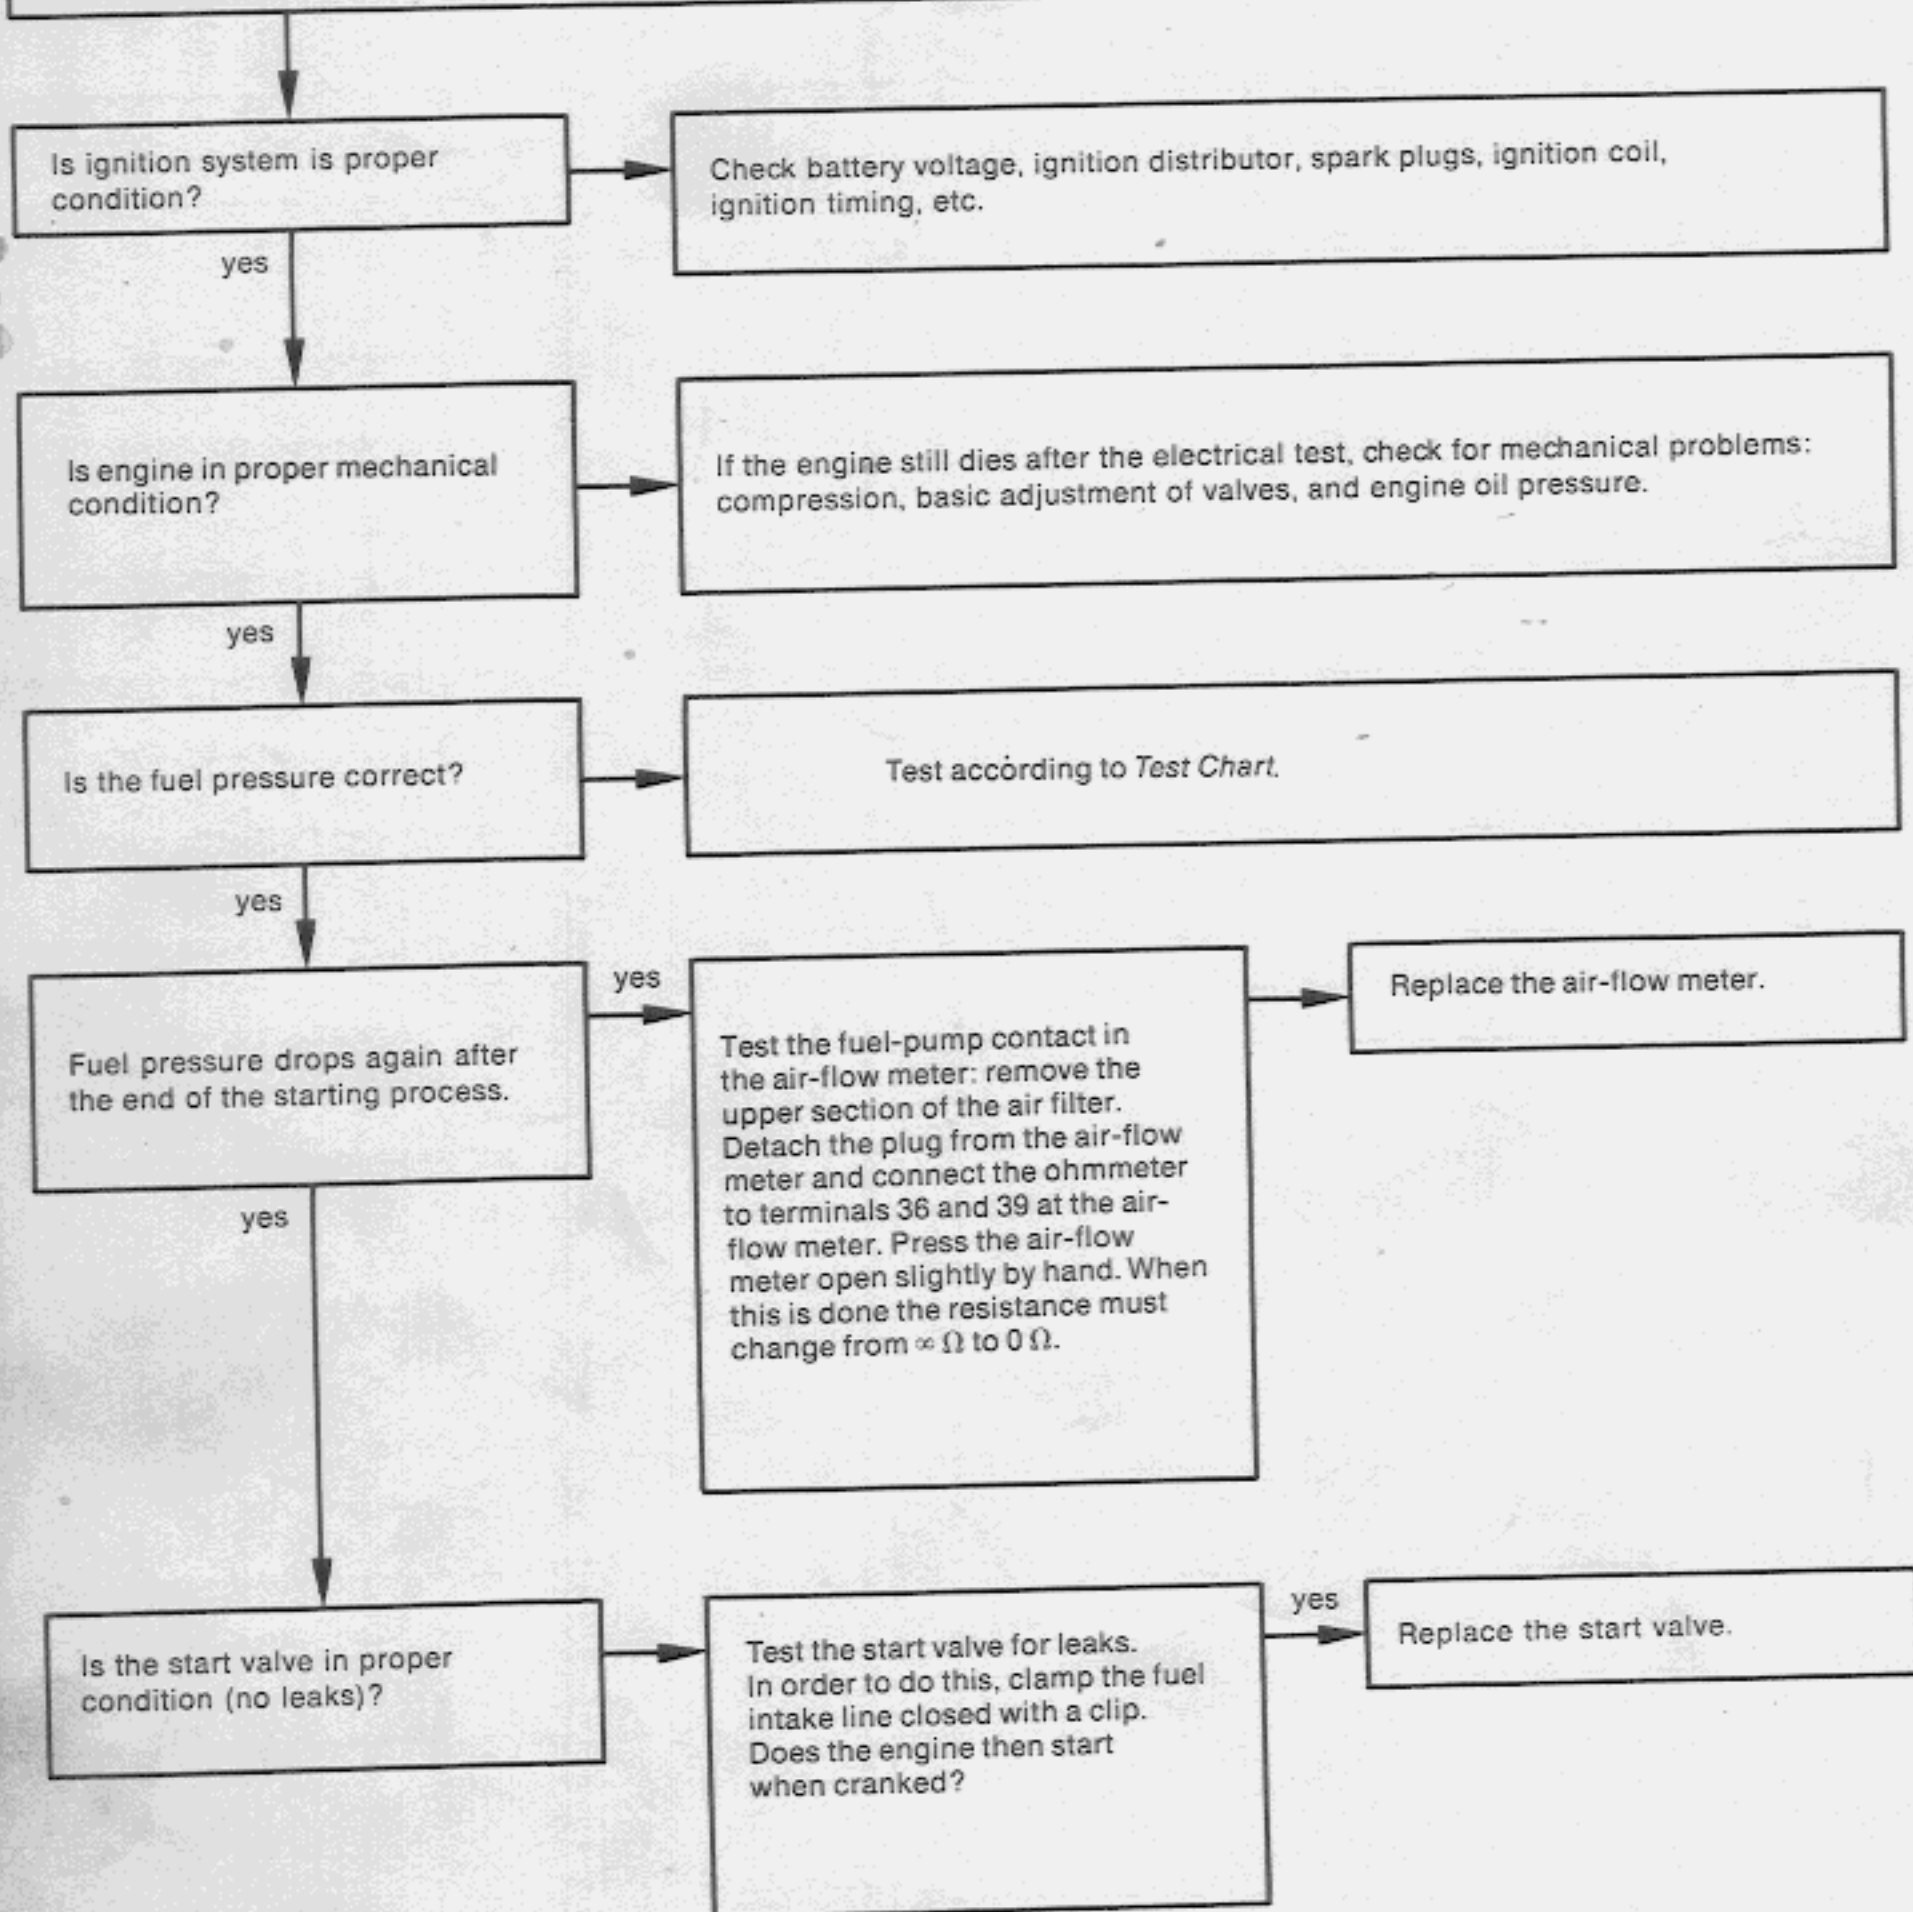 Is ignition system is proper
condition?
Check battery voltage, ignition distributor, spark plugs, ignition coil,
ignition timing, etc.
yes
Is engine in proper mechanical
condition?
If the engine still dies after the electrical test, check for mechanical problems:
compression, basic adjustment of valves, and engine oil pressure.
yes
Is the fuel pressure correct?
Test according to Test Chart.
yes
Fuel pressure drops again after
the end of the starting process.
yes
Test the fuel-pump contact in
the air-flow meter: remove the
upper section of the air filter.
Detach the plug from the air-flow
meter and connect the ohmmeter
to terminals 36 and 39 at the air-
flow meter. Press the air-flow
meter open slightly by hand. When
this is done the resistance must
change from ∞ Ω to 0 Ω.
Replace the air-flow meter.
yes
Is the start valve in proper
condition (no leaks)?
Test the start valve for leaks.
In order to do this, clamp the fuel
intake line closed with a clip.
Does the engine then start
when cranked?
yes
Replace the start valve.